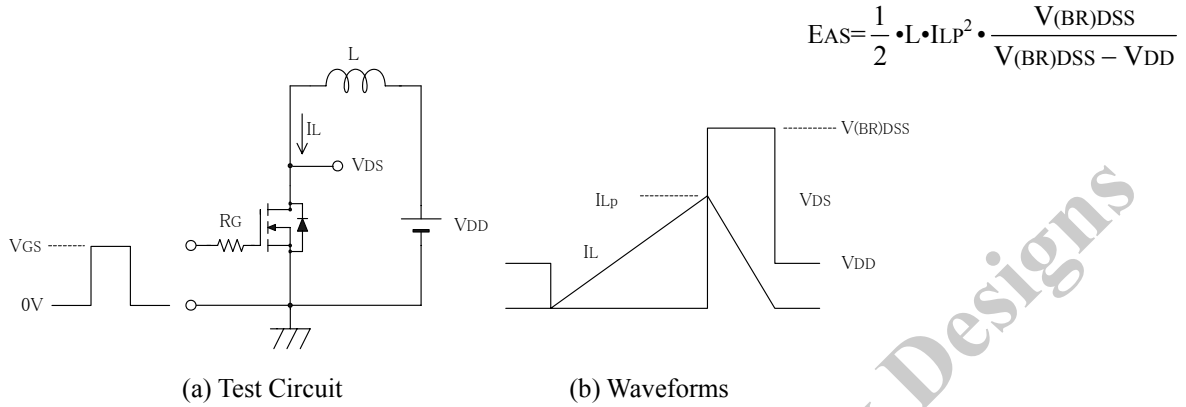 EAS= 1/2 •L•ILP² • V(BR)DSS / V(BR)DSS − VDD
L
IL
VDS
RG
VDD
VGS
0V
(a) Test Circuit
V(BR)DSS
ILp
VDS
IL
VDD
(b) Waveforms
Designs